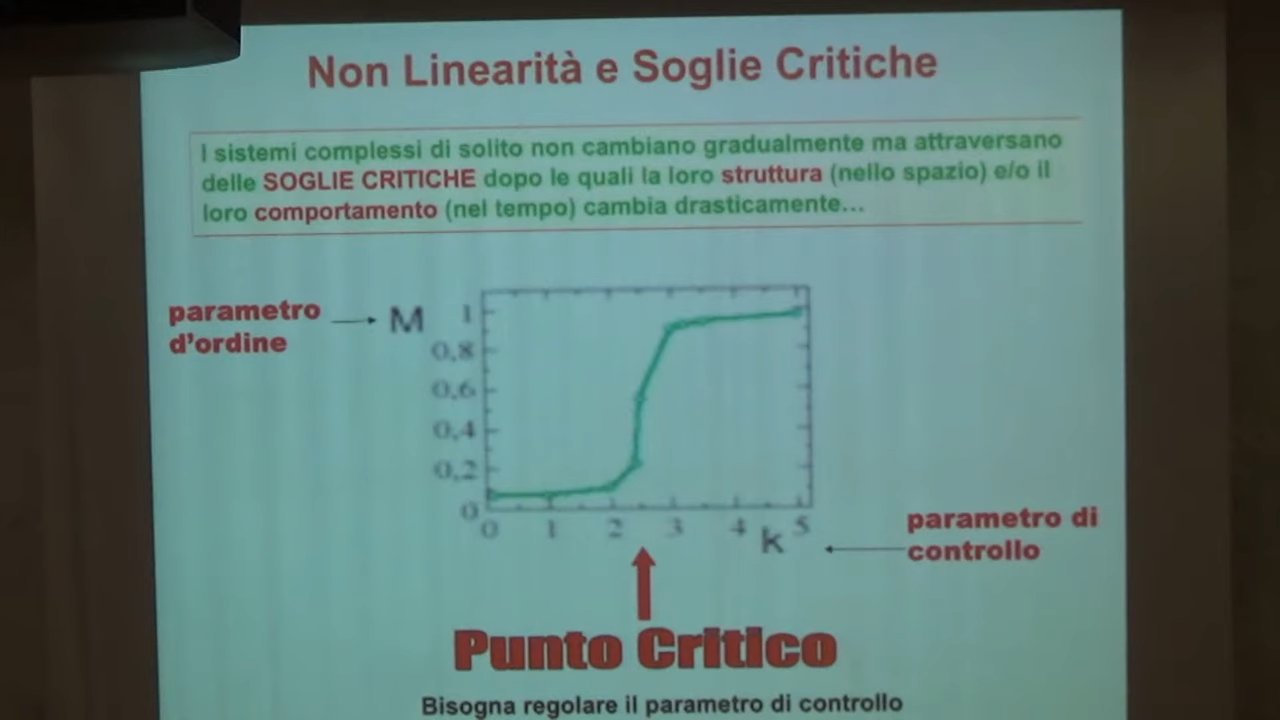 Non Linearità e Soglie Critiche
I sistemi complessi di solito non cambiano gradualmente ma attraversano
delle SOGLIE CRITICHE dopo le quali la loro struttura (nello spazio) e/o il
loro comportamento (nel tempo) cambia drasticamente...
parametro
d'ordine
M
1
0,8
0,6
0,4
0,2
0
0 1 2 3 4 5
k
parametro di
controllo
Punto Critico
Bisogna regolare il parametro di controllo